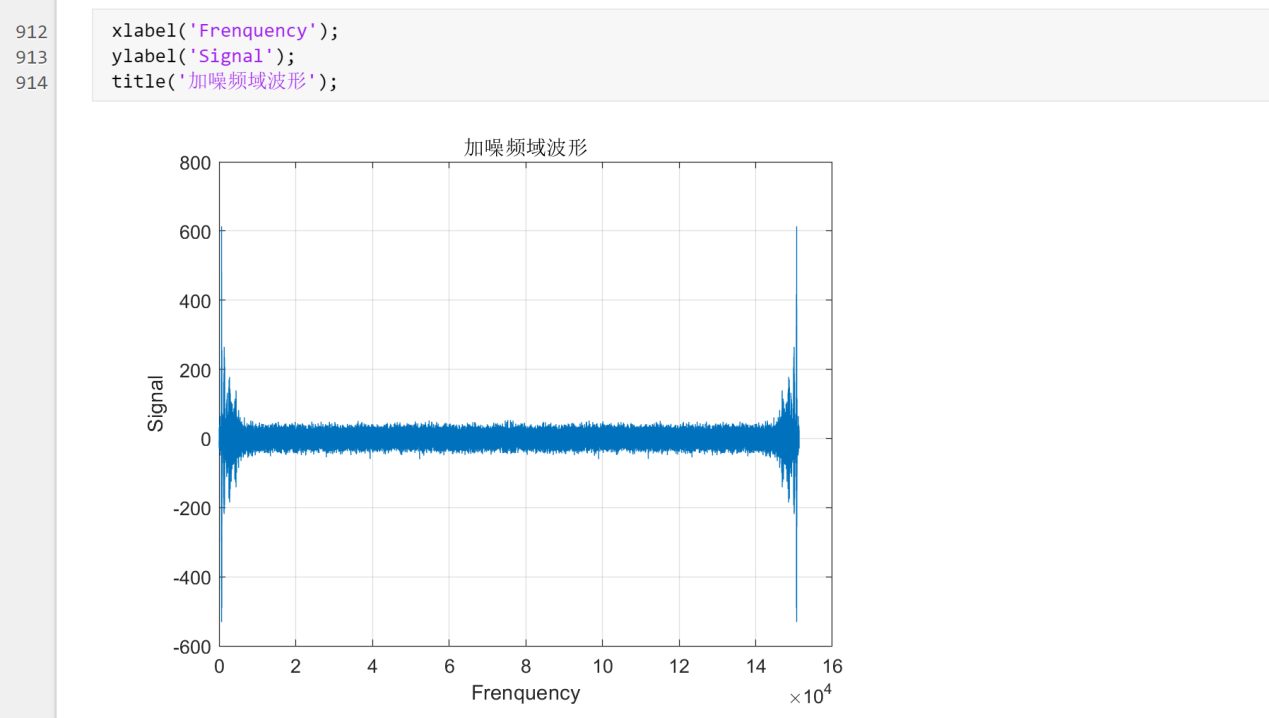 912 xlabel('Frenquency');
913 ylabel('Signal');
914 title('加噪频域波形');
加噪频域波形
800
600
400
200
0
-200
-400
-600
Signal
0 2 4 6 8 10 12 14 16
Frenquency
×10⁴